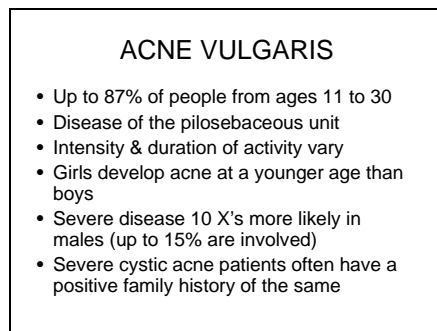 ACNE VULGARIS
• Up to 87% of people from ages 11 to 30
• Disease of the pilosebaceous unit
• Intensity & duration of activity vary
• Girls develop acne at a younger age than
boys
• Severe disease 10 X's more likely in
males (up to 15% are involved)
• Severe cystic acne patients often have a
positive family history of the same